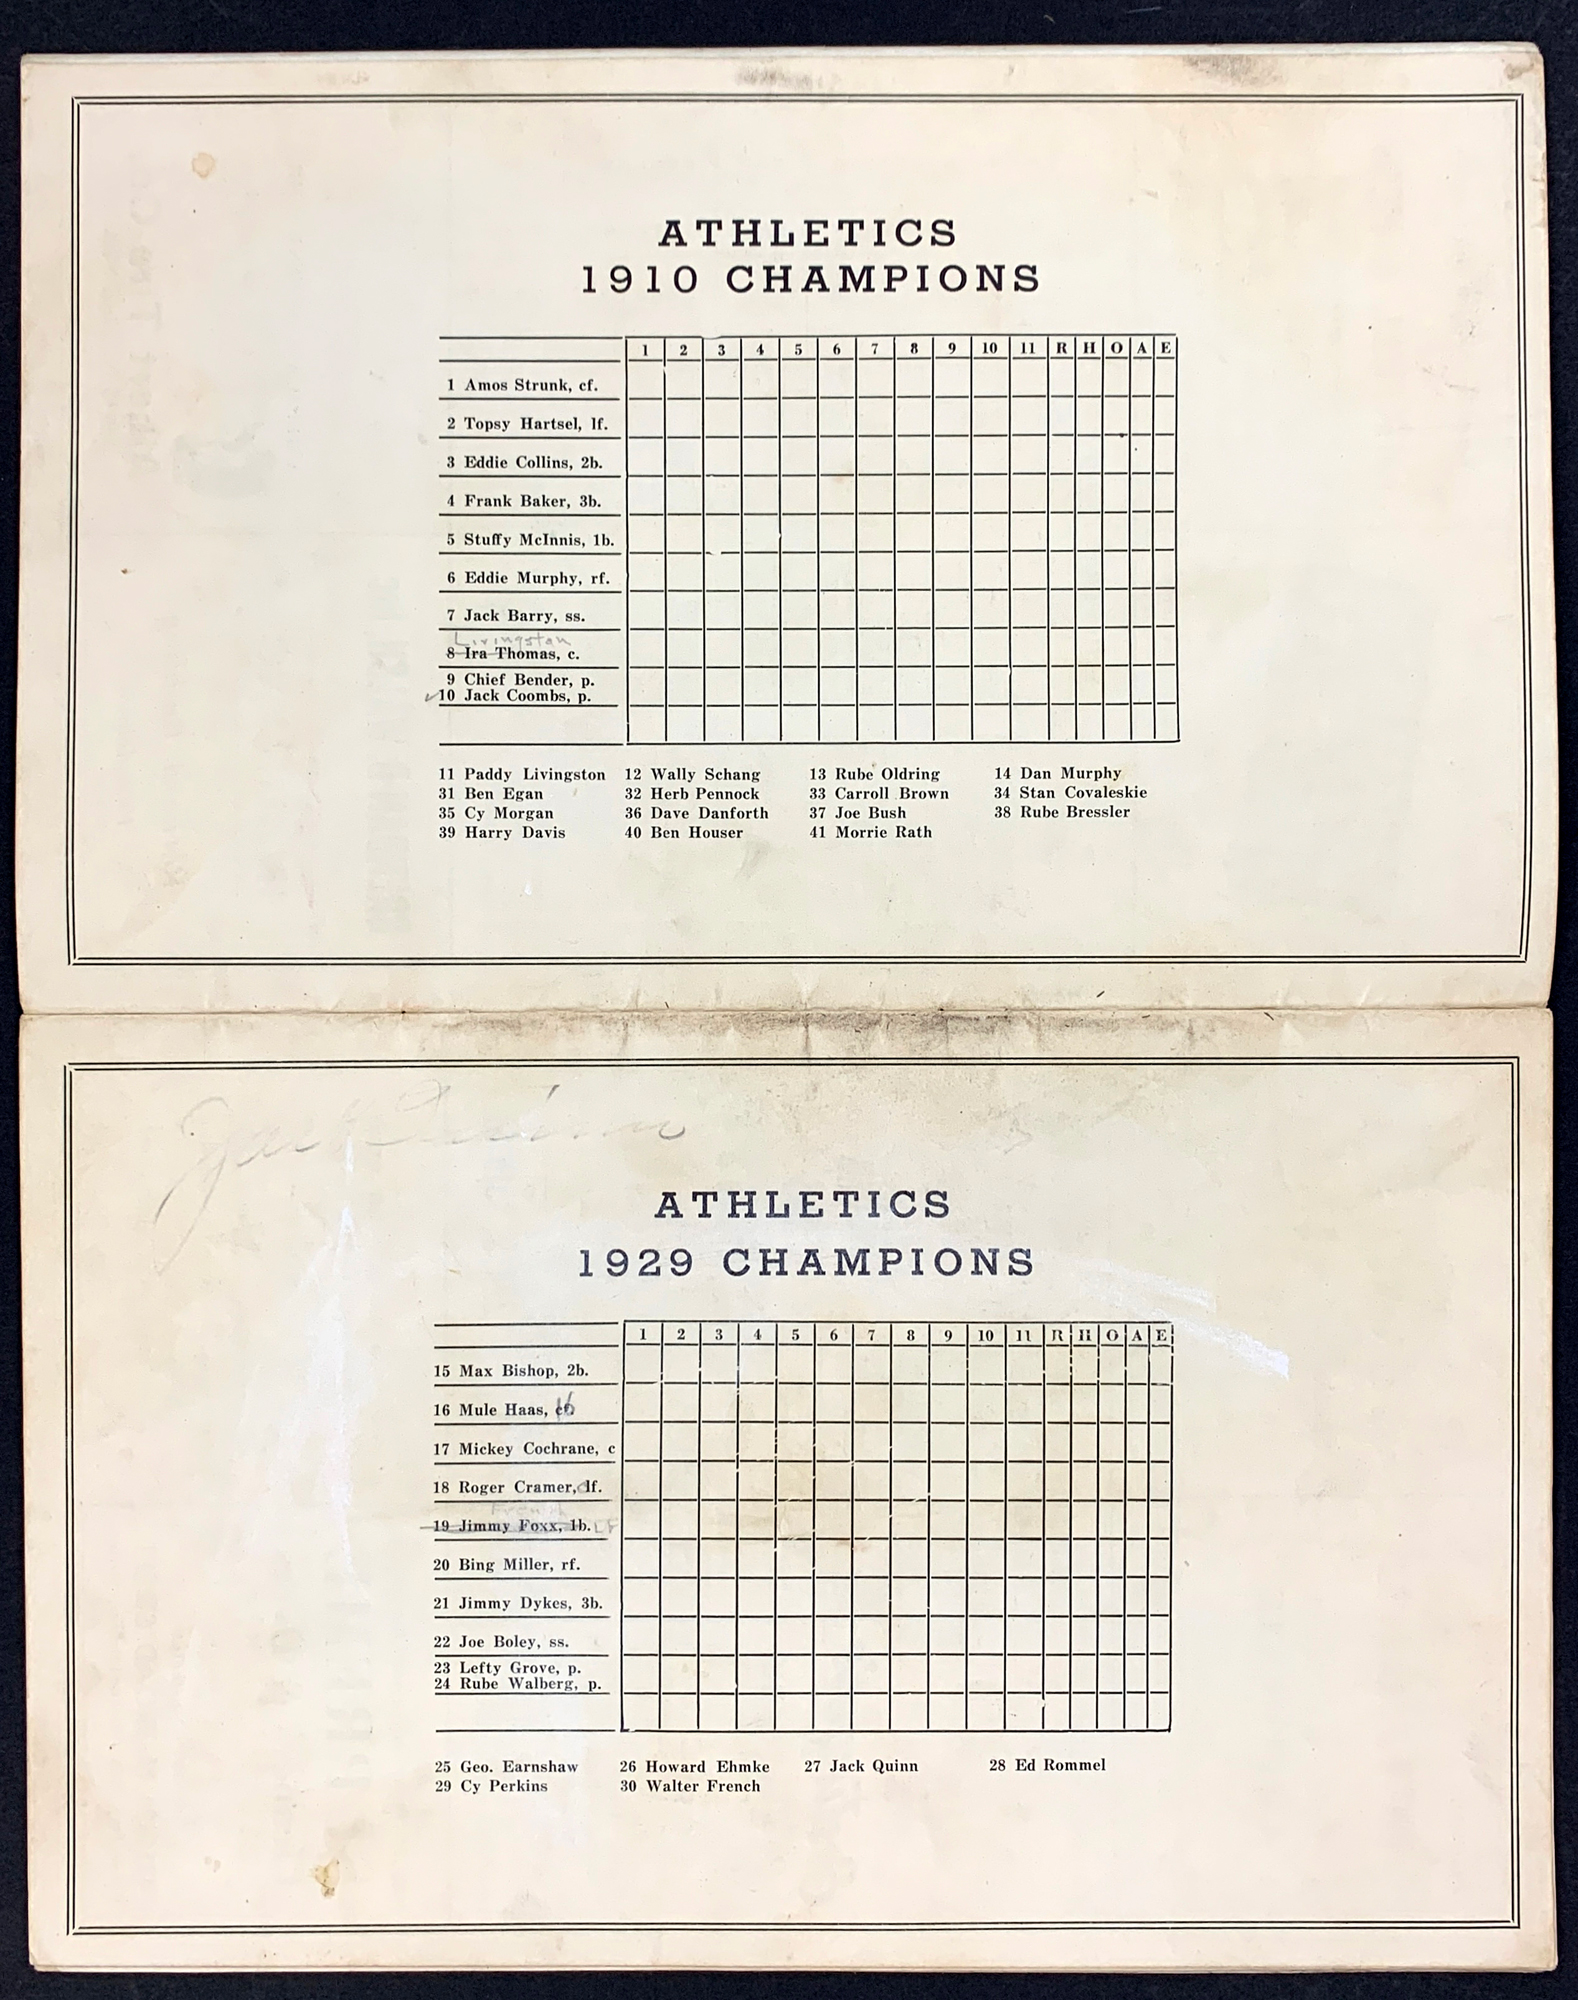 ATHLETICS
1910 CHAMPIONS
1 2 3 4 5 6 7 8 9 10 11 R H O A E
1 Amos Strunk, cf.
2 Topsy Hartsel, lf.
3 Eddie Collins, 2b.
4 Frank Baker, 3b.
5 Stuffy McInnis, 1b.
6 Eddie Murphy, rf.
7 Jack Barry, ss.
Livingston
8 Ira Thomas, c.
9 Chief Bender, p.
10 Jack Coombs, p.
11 Paddy Livingston 12 Wally Schang 13 Rube Oldring 14 Dan Murphy
31 Ben Egan 32 Herb Pennock 33 Carroll Brown 34 Stan Covaleskie
35 Cy Morgan 36 Dave Danforth 37 Joe Bush 38 Rube Bressler
39 Harry Davis 40 Ben Houser 41 Morrie Rath
Jack Quinn
ATHLETICS
1929 CHAMPIONS
1 2 3 4 5 6 7 8 9 10 11 R H O A E
15 Max Bishop, 2b.
16 Mule Haas,
17 Mickey Cochrane, c
18 Roger Cramer, lf.
French
19 Jimmy Foxx, 1b. LF
20 Bing Miller, rf.
21 Jimmy Dykes, 3b.
22 Joe Boley, ss.
23 Lefty Grove, p.
24 Rube Walberg, p.
25 Geo. Earnshaw 26 Howard Ehmke 27 Jack Quinn 28 Ed Rommel
29 Cy Perkins 30 Walter French